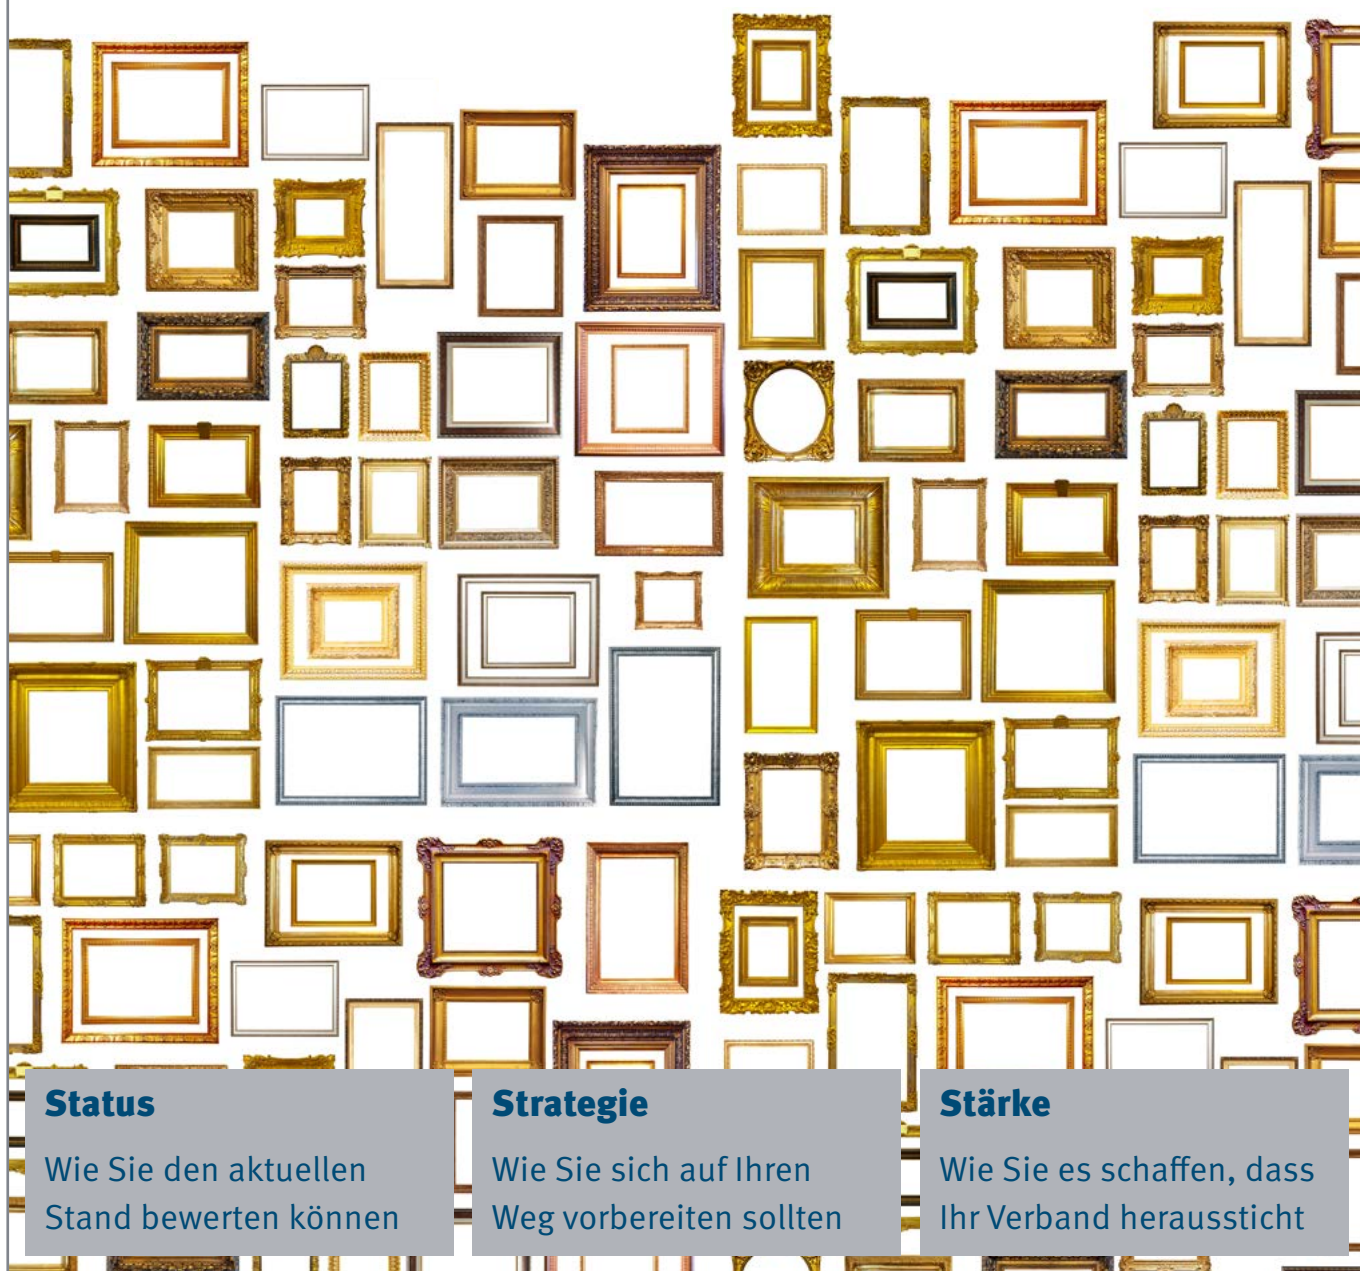 Status
Wie Sie den aktuellen
Stand bewerten können
Strategie
Wie Sie sich auf Ihren
Weg vorbereiten sollten
Stärke
Wie Sie es schaffen, dass
Ihr Verband heraussticht